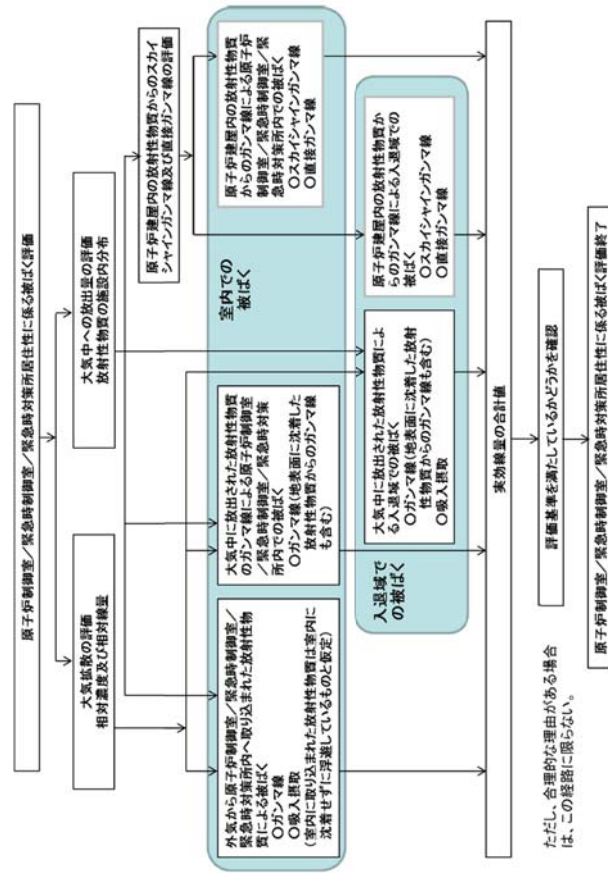 原子炉制御室／緊急時制御室／緊急時対策所居住性に係る被ばく評価
大気拡散の評価
相対濃度及び相対線量
大気中への放出量の評価
放射性物質の施設内分布
原子炉建屋内の放射性物質からのスカイ
シャインガンマ線及び直接ガンマ線の評価
室内での
被ばく
外気から原子炉制御室／緊急時制御室／
緊急時対策所内へ取り込まれた放射性物
質による被ばく
○ガンマ線
○吸入摂取
(室内に取り込まれた放射性物質は室内に
沈着せずに浮遊しているものと仮定)
大気中に放出された放射性物質
のガンマ線による原子炉制御室
／緊急時制御室／緊急時対策
所内での被ばく
○ガンマ線(地表面に沈着した
放射性物質からのガンマ線
も含む)
原子炉建屋内の放射性物質
からのガンマ線による原子炉
制御室／緊急時制御室／緊
急時対策所内での被ばく
○スカイシャインガンマ線
○直接ガンマ線
入退域で
の被ばく
大気中に放出された放射性物質によ
る入退域での被ばく
○ガンマ線(地表面に沈着した放射
性物質からのガンマ線も含む)
○吸入摂取
原子炉建屋内の放射性物質か
らのガンマ線による入退域での
被ばく
○スカイシャインガンマ線
○直接ガンマ線
実効線量の合計値
評価基準を満たしているかどうかを確認
原子炉制御室／緊急時制御室／緊急時対策所居住性に係る被ばく評価終了
ただし、合理的な理由がある場合
は、この経路に限らない。